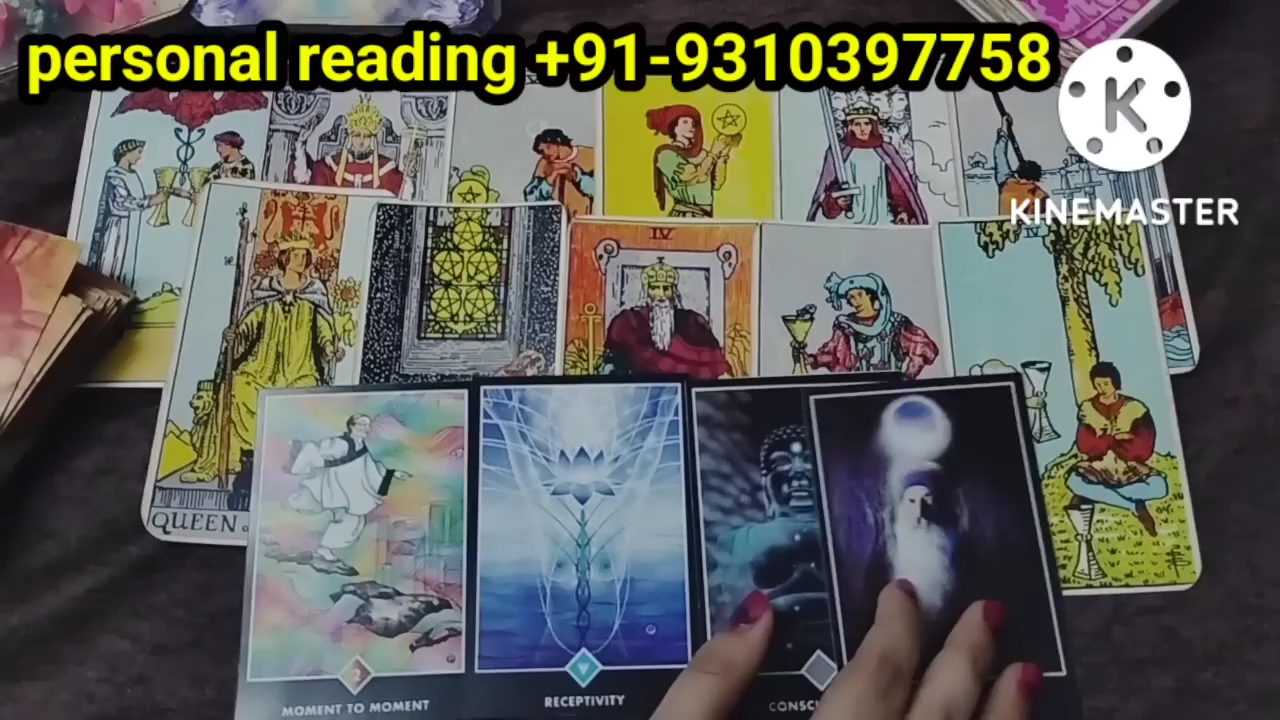 personal reading +91-9310397758
K
KINEMASTER
IV
QUEEN
MOMENT TO MOMENT
RECEPTIVITY